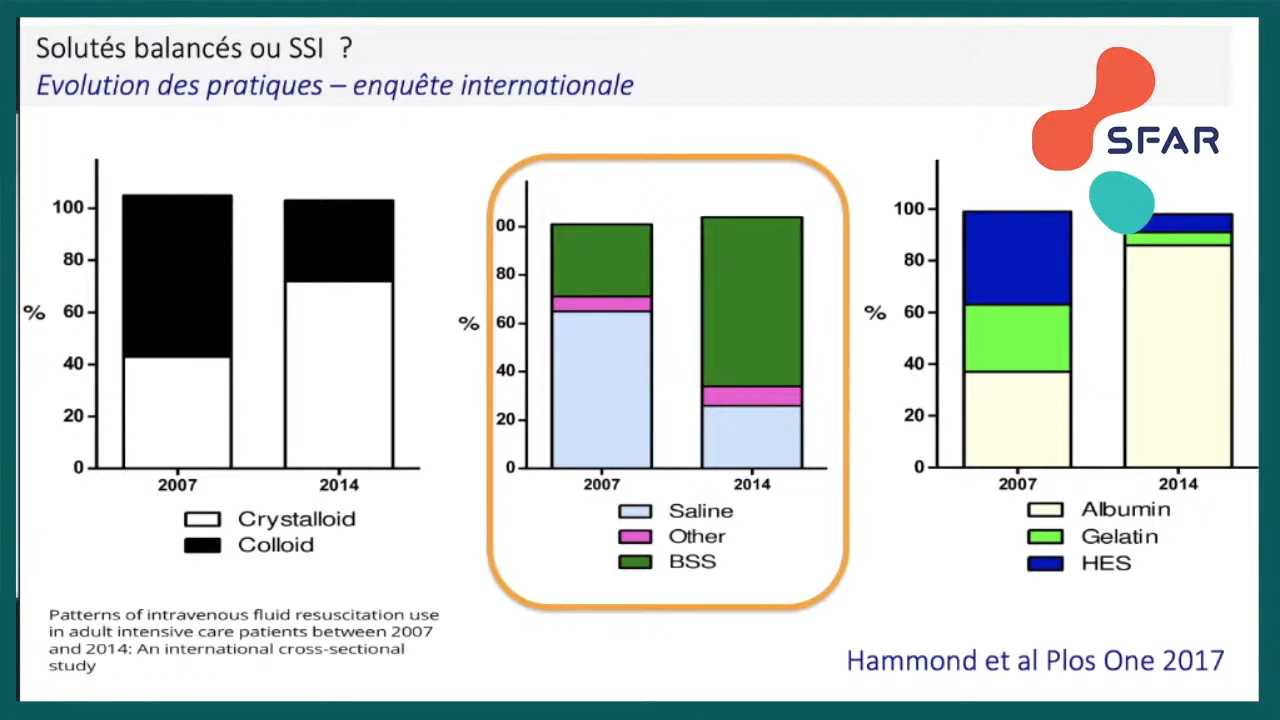 Solutés balancés ou SSI ?
Evolution des pratiques – enquête internationale
SFAR
100
80
%
60
40
20
0
2007
2014
Crystalloid
Colloid
00
80
%
60
40
20
0
2007
2014
Saline
Other
BSS
100
80
%
60
40
20
0
2007
2014
Albumin
Gelatin
HES
Patterns of intravenous fluid resuscitation use
in adult intensive care patients between 2007
and 2014: An international cross-sectional
study
Hammond et al Plos One 2017